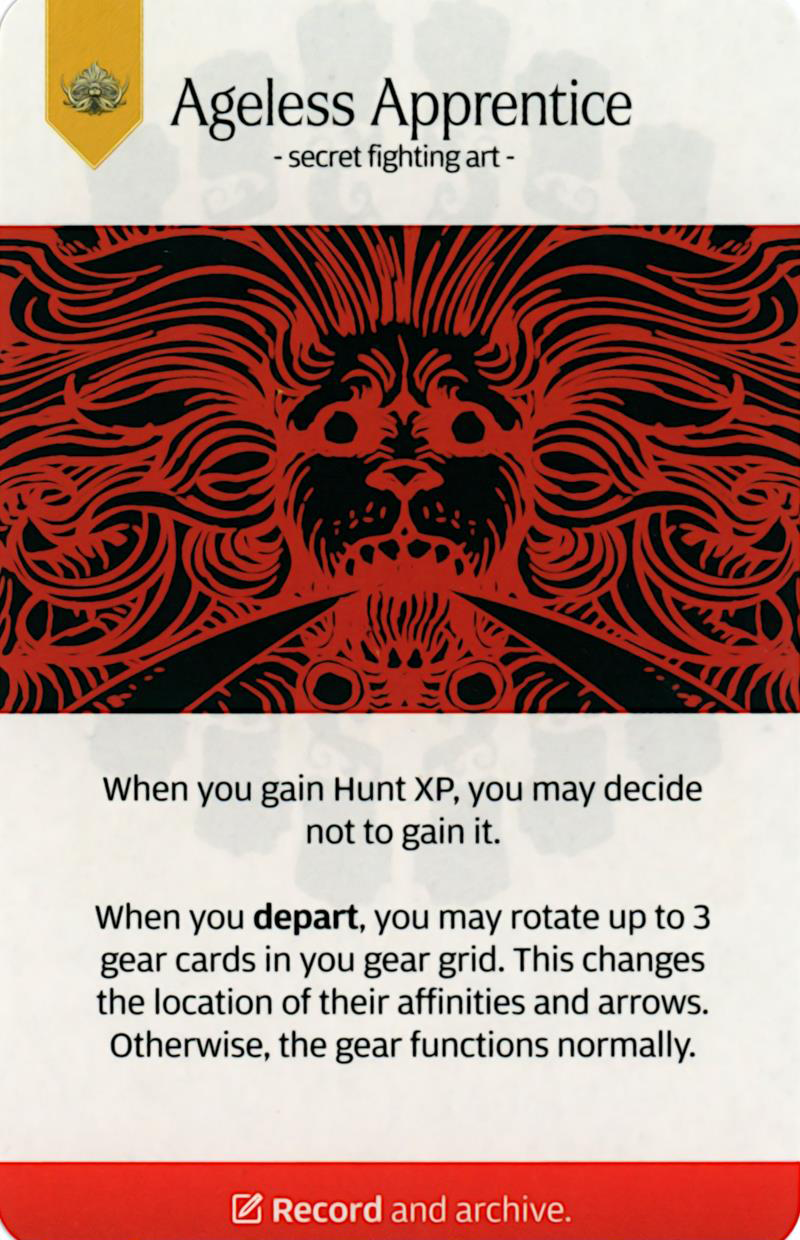 Ageless Apprentice
- secret fighting art -
When you gain Hunt XP, you may decide
not to gain it.
When you depart, you may rotate up to 3
gear cards in you gear grid. This changes
the location of their affinities and arrows.
Otherwise, the gear functions normally.
Record and archive.